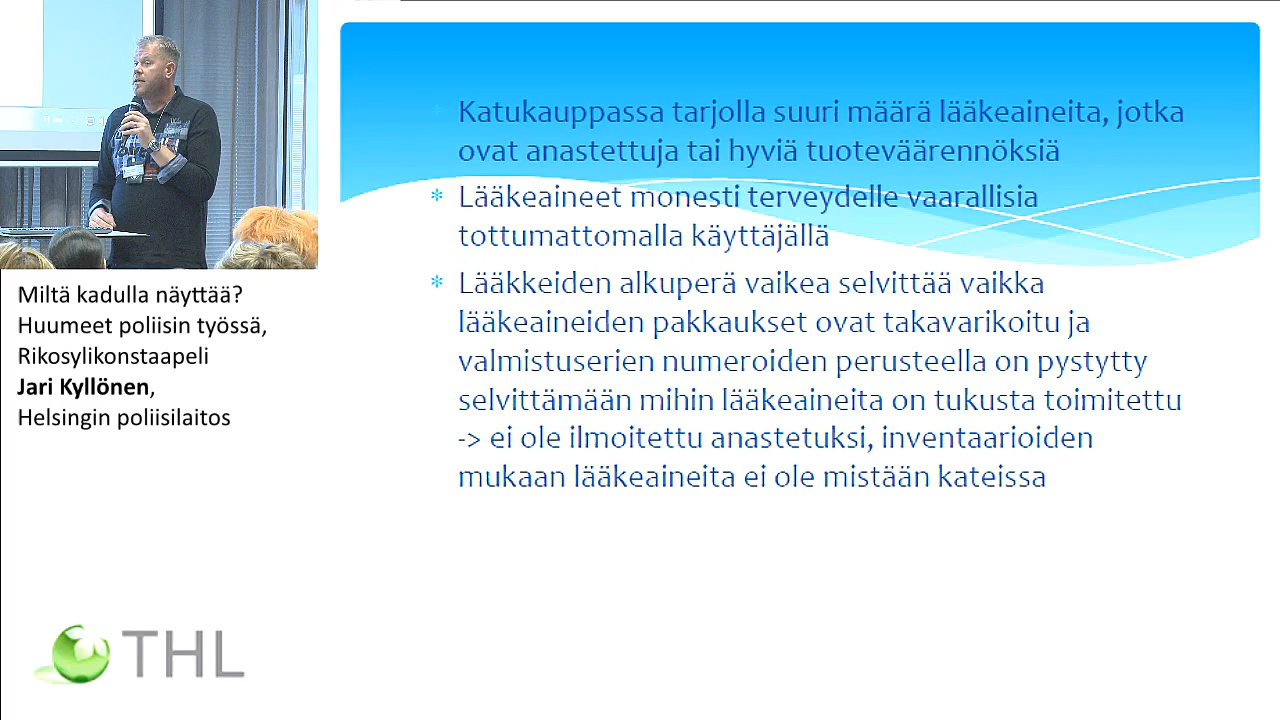 Katukauppassa tarjolla suuri määrä lääkeaineita, jotka
ovat anastettuja tai hyviä tuoteväärennöksiä
* Lääkeaineet monesti terveydelle vaarallisia
tottumattomalla käyttäjällä
* Lääkkeiden alkuperä vaikea selvittää vaikka
lääkeaineiden pakkaukset ovat takavarikoitu ja
valmistuserien numeroiden perusteella on pystytty
selvittämään mihin lääkeaineita on tukusta toimitettu
-> ei ole ilmoitettu anastetuksi, inventaarioiden
mukaan lääkeaineita ei ole mistään kateissa
Miltä kadulla näyttää?
Huumeet poliisin työssä,
Rikosylikonstaapeli
Jari Kyllönen,
Helsingin poliisilaitos
THL